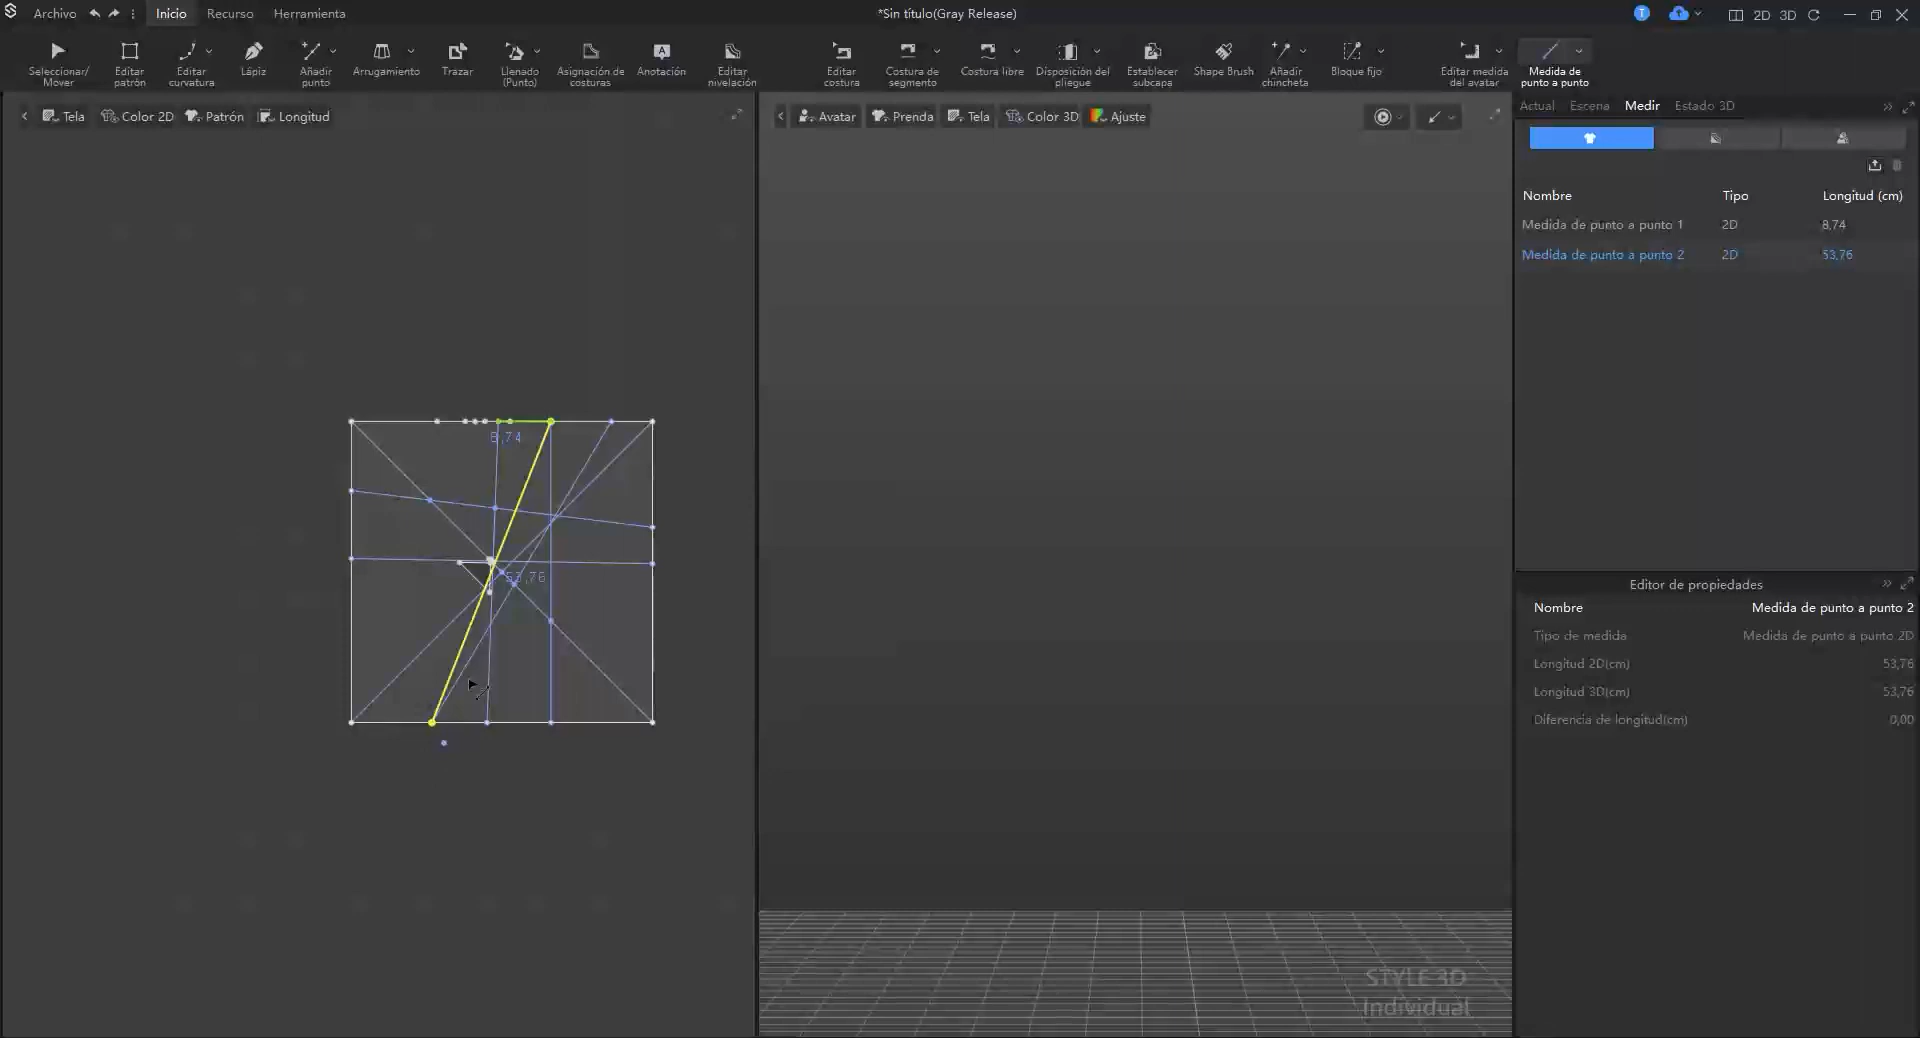 Archivo
Inicio
Recurso
Herramienta
*Sin título(Gray Release)
T
2D
3D
Seleccionar/
Mover
Editar
patrón
Editar
curvatura
Lápiz
Añadir
punto
Arrugamiento
Trazar
Llenado
(Punto)
Asignación de
costuras
A
Anotación
Editar
nivelación
Editar
costura
Costura de
segmento
Costura libre
Disposición del
pliegue
Establecer
subcapa
Shape Brush
Añadir
chincheta
Bloque fijo
Editar medida
del avatar
Medida de
punto a punto
Tela
Color 2D
Patrón
Longitud
Avatar
Prenda
Tela
Color 3D
Ajuste
Actual
Escena
Medir
Estado 3D
Nombre
Tipo
Longitud (cm)
Medida de punto a punto 1
2D
8,74
Medida de punto a punto 2
2D
53,76
8,74
53,76
Editor de propiedades
Nombre
Medida de punto a punto 2
Tipo de medida
Medida de punto a punto 2D
Longitud 2D(cm)
53,76
Longitud 3D(cm)
53,76
Diferencia de longitud(cm)
0,00
STYLE 3D
Individual